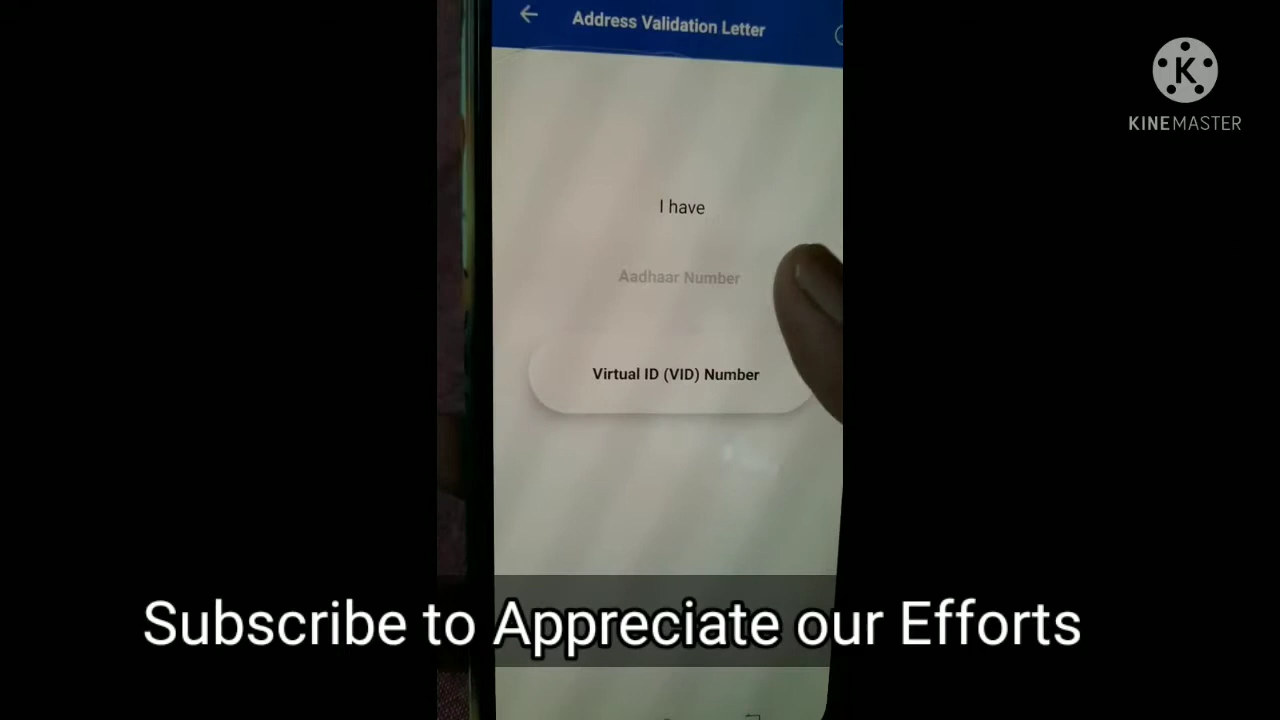 Address Validation Letter
K
KINEMASTER
I have
Aadhaar Number
Virtual ID (VID) Number
Subscribe to Appreciate our Efforts